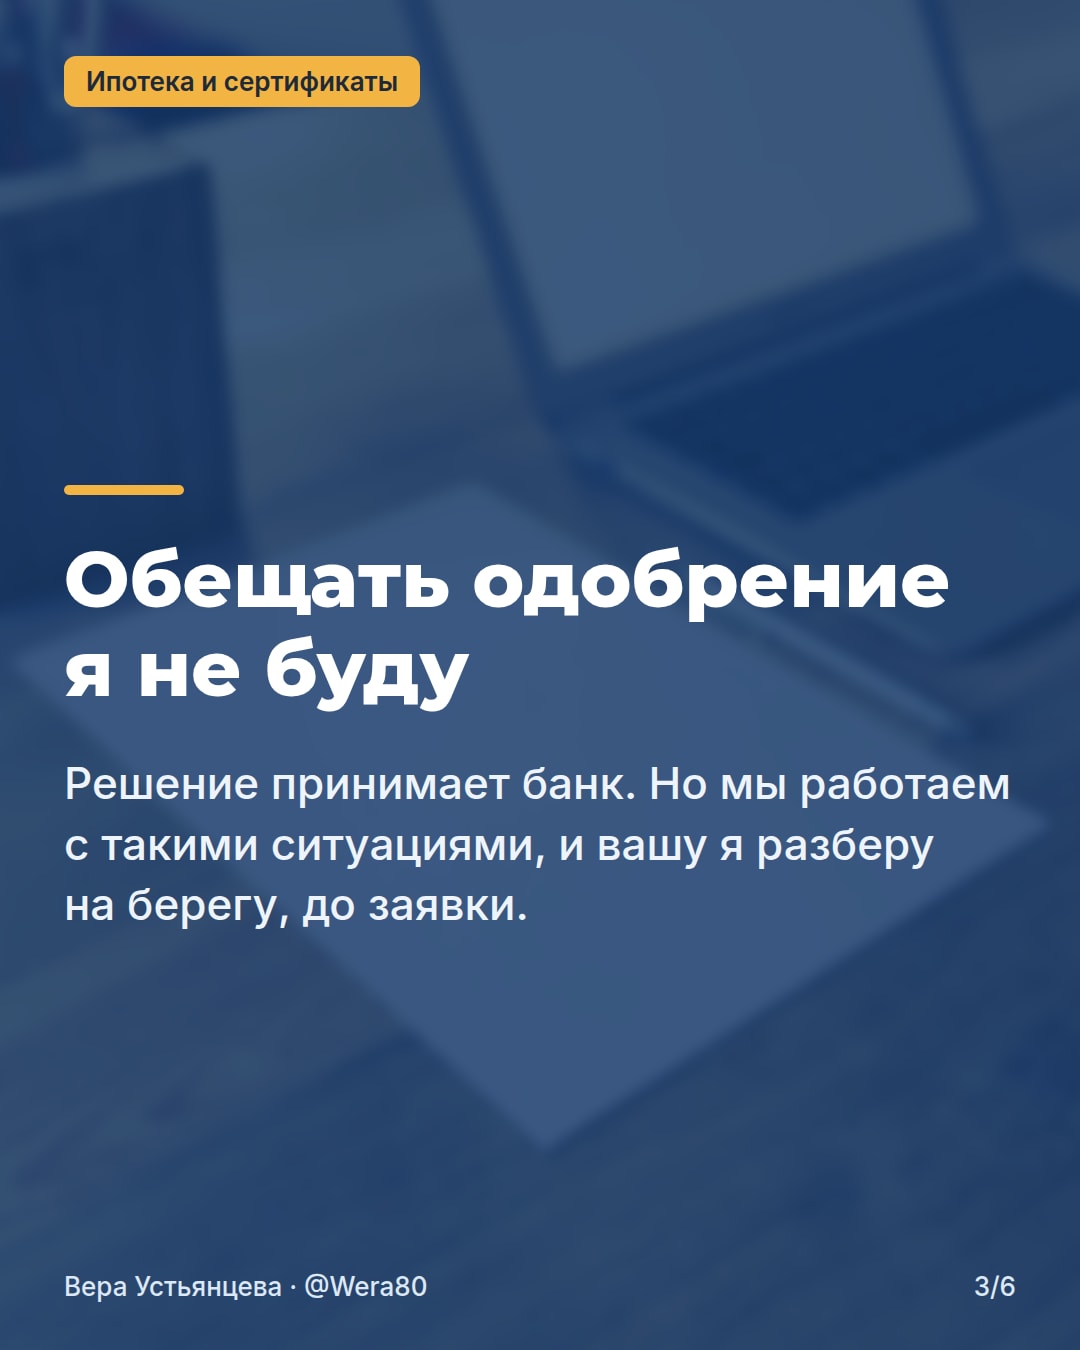 Ипотека и сертификаты
Обещать одобрение
я не буду
Решение принимает банк. Но мы работаем
с такими ситуациями, и вашу я разберу
на берегу, до заявки.
Вера Устьянцева · @Wera80
3/6